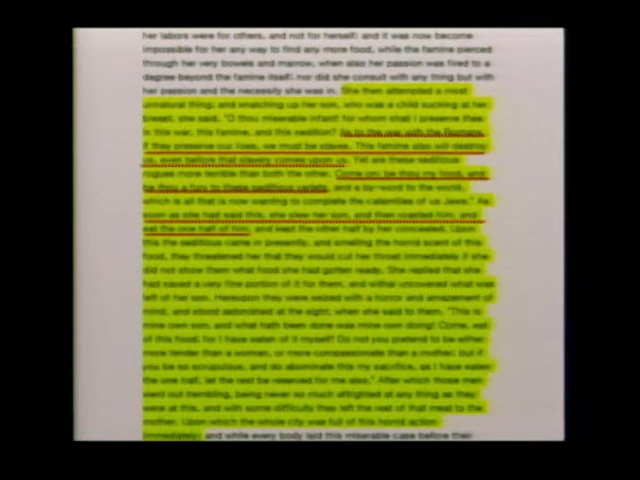 her labors were for others, and not for herself; and it was now become
impossible for her any way to find any more food, while the famine pierced
through her very bowels and marrow, when also her passion was fired to a
degree beyond the famine itself; nor did she consult with any thing but with
her passion and the necessity she was in. She then attempted a most
unnatural thing; and snatching up her son, who was a child sucking at her
breast, she said, "O thou miserable infant! for whom shall I preserve thee
in this war, this famine, and this sedition? As to the war with the Romans,
if they preserve our lives, we must be slaves. This famine also will destroy
us, even before that slavery comes upon us. Yet are these seditious
rogues more terrible than both the other. Come on; be thou my food, and
be thou a fury to these seditious varlets, and a by-word to the world,
which is all that is now wanting to complete the calamities of us Jews." As
soon as she had said this, she slew her son, and then roasted him, and
eat the one half of him, and kept the other half by her concealed. Upon
this the seditious came in presently, and smelling the horrid scent of this
food, they threatened her that they would cut her throat immediately if she
did not show them what food she had gotten ready. She replied that she
had saved a very fine portion of it for them, and withal uncovered what was
left of her son. Hereupon they were seized with a horror and amazement of
mind, and stood astonished at the sight, when she said to them, "This is
mine own son, and what hath been done was mine own doing! Come, eat
of this food; for I have eaten of it myself! Do not you pretend to be either
more tender than a woman, or more compassionate than a mother; but if
you be so scrupulous, and do abominate this my sacrifice, as I have eaten
the one half, let the rest be reserved for me also." After which those men
went out trembling, being never so much affrighted at any thing as they
were at this, and with some difficulty they left the rest of that meat to the
mother. Upon which the whole city was full of this horrid action
immediately; and while every body laid this miserable case before their